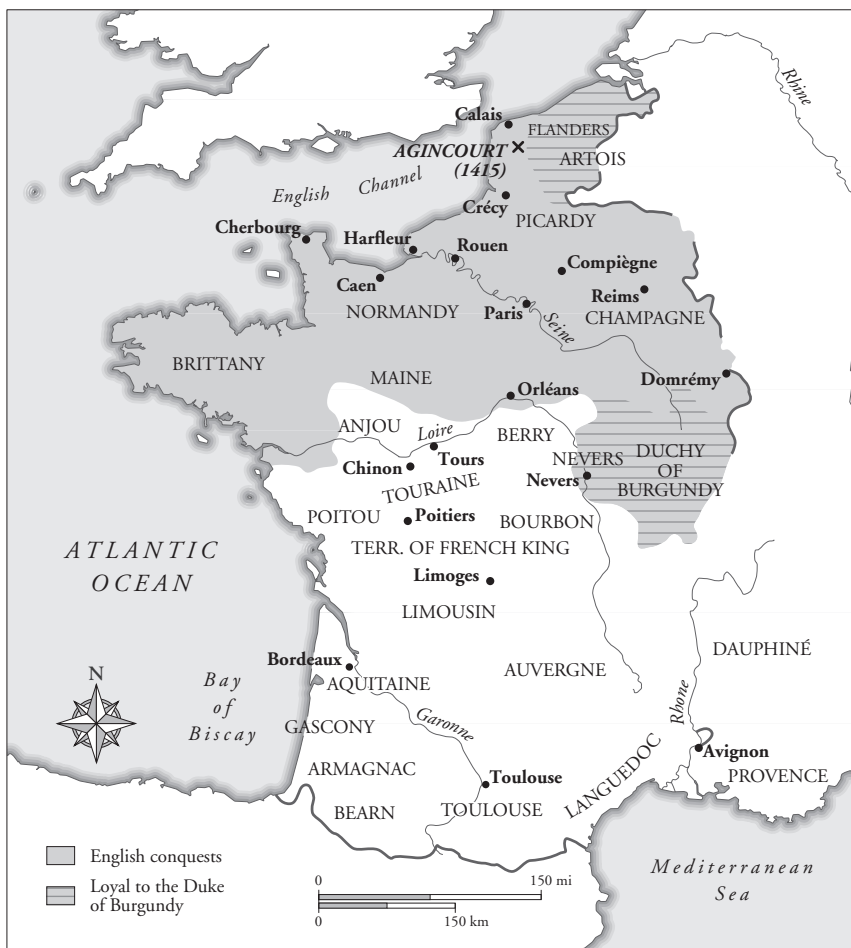 Rhine
Calais
FLANDERS
AGINCOURT
(1415)
ARTOIS
English Channel
Crécy
PICARDY
Cherbourg
Harfleur
Rouen
Compiègne
Caen
Reims
NORMANDY
Paris
Seine
CHAMPAGNE
BRITTANY
MAINE
Orléans
Domrémy
ANJOU
Loire
BERRY
Tours
Chinon
NEVERS
DUCHY
OF
BURGUNDY
Nevers
TOURAINE
POITOU
Poitiers
BOURBON
TERR. OF FRENCH KING
ATLANTIC
OCEAN
Limoges
LIMOUSIN
DAUPHINÉ
Bordeaux
AUVERGNE
AQUITAINE
N
Bay
of
Biscay
GASCONY
Garonne
Rhone
Avignon
ARMAGNAC
Toulouse
LANGUEDOC
PROVENCE
BEARN
TOULOUSE
English conquests
Loyal to the Duke
of Burgundy
0 150 mi
0 150 km
Mediterranean
Sea